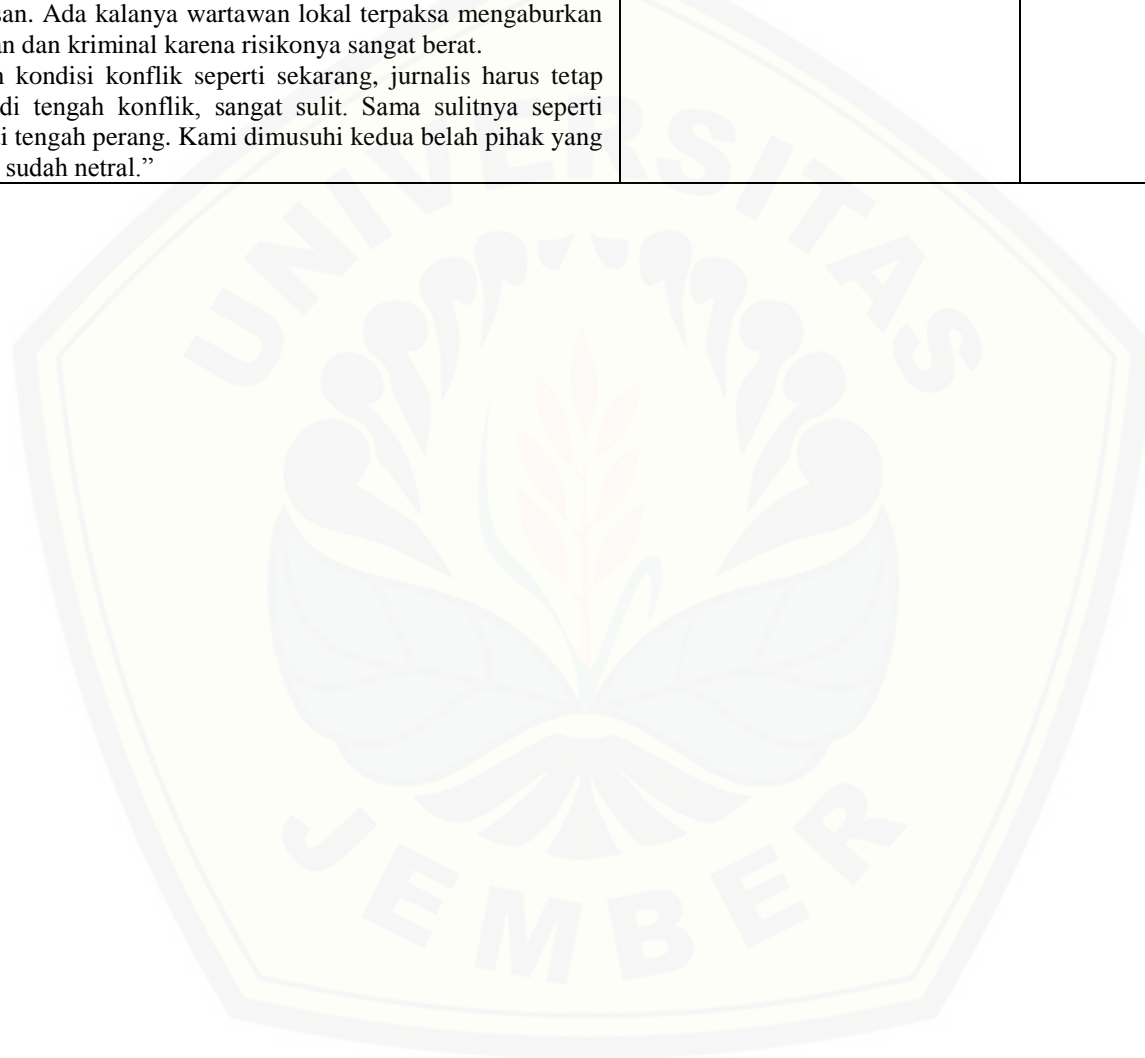 san. Ada kalanya wartawan lokal terpaksa mengaburkan
an dan kriminal karena risikonya sangat berat.
n kondisi konflik seperti sekarang, jurnalis harus tetap
di tengah konflik, sangat sulit. Sama sulitnya seperti
i tengah perang. Kami dimusuhi kedua belah pihak yang
sudah netral.”
UNIVERSITAS
JEMBER